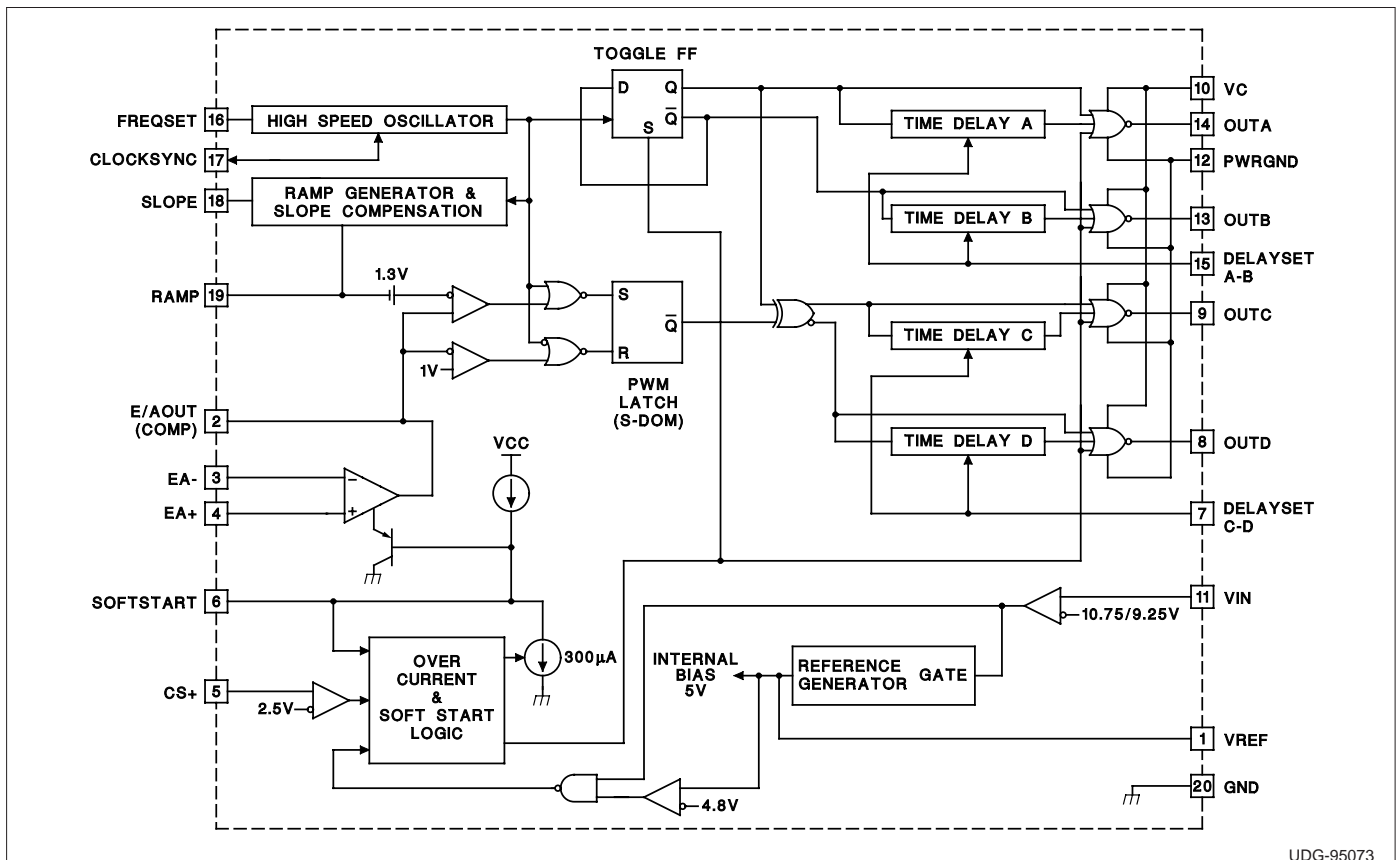 TOGGLE FF
D Q
Q
S
FREQSET 16 HIGH SPEED OSCILLATOR
CLOCKSYNC 17
SLOPE 18 RAMP GENERATOR &
SLOPE COMPENSATION
RAMP 19
1.3V
1V
S
Q
R
PWM
LATCH
(S-DOM)
E/AOUT
(COMP) 2
EA- 3
EA+ 4
−
+
VCC
SOFTSTART 6
300µA
CS+ 5
2.5V
OVER
CURRENT
&
SOFT START
LOGIC
TIME DELAY A
TIME DELAY B
TIME DELAY C
TIME DELAY D
10 VC
14 OUTA
12 PWRGND
13 OUTB
15 DELAYSET
A-B
9 OUTC
8 OUTD
7 DELAYSET
C-D
11 VIN
10.75/9.25V
INTERNAL
BIAS
5V
REFERENCE
GENERATOR GATE
1 VREF
4.8V
20 GND
UDG-95073